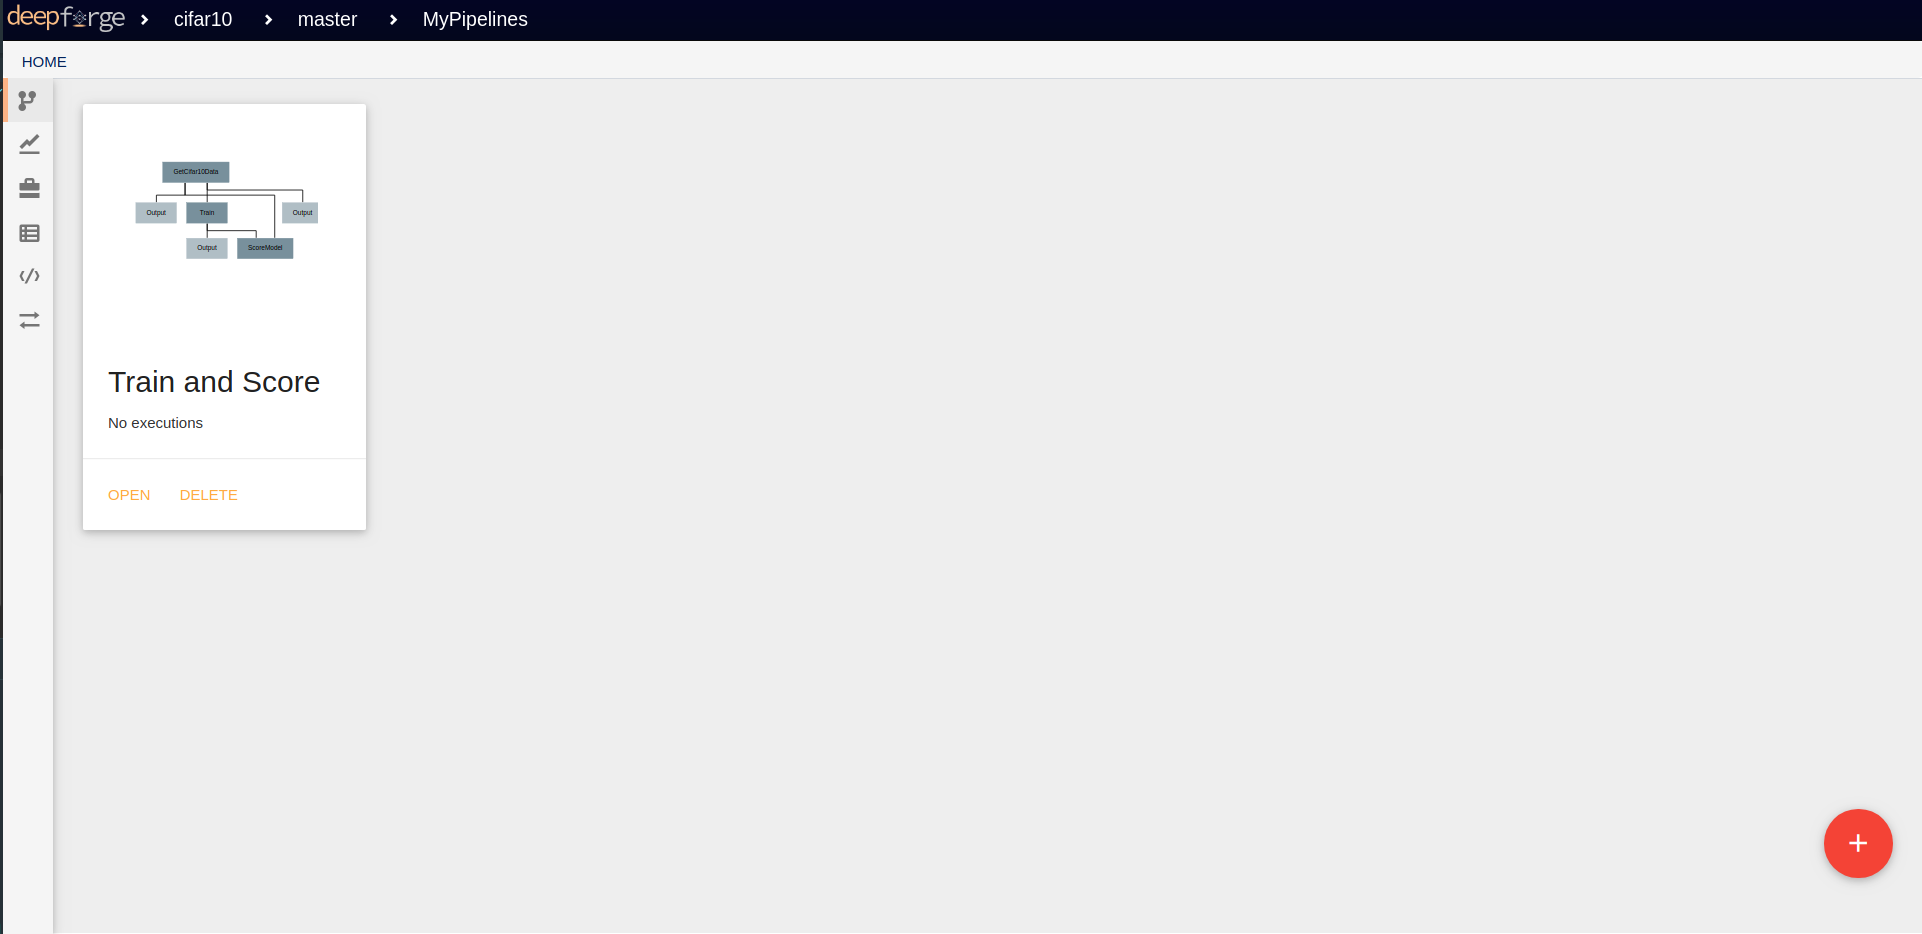 deepforge cifar10 master MyPipelines
HOME
GetCifar10Data
Output Train Output
Output ScoreModel
Train and Score
No executions
OPEN DELETE